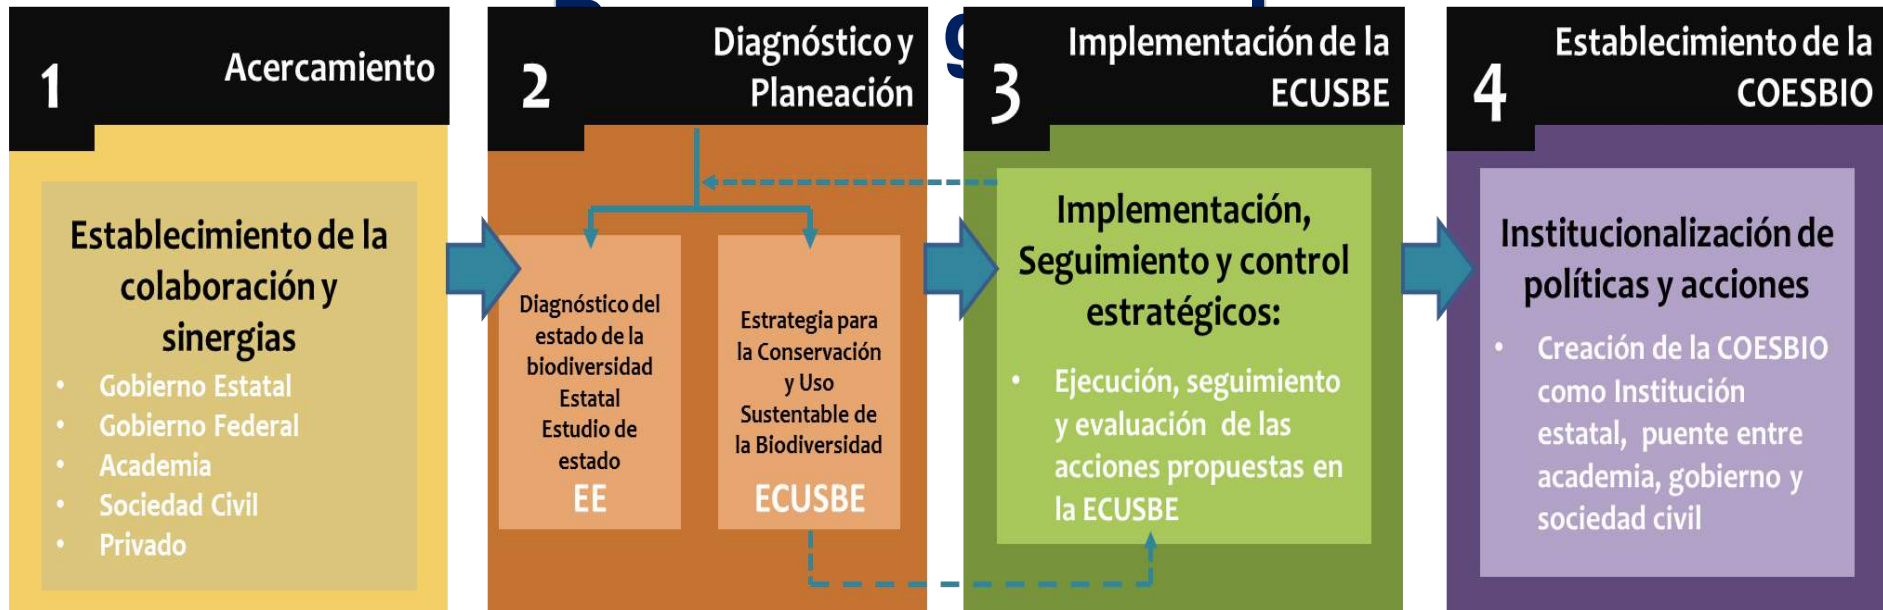 1
Acercamiento
Establecimiento de la
colaboración y
sinergias
• Gobierno Estatal
• Gobierno Federal
• Academia
• Sociedad Civil
• Privado
2
Diagnóstico y
Planeación
Diagnóstico del
estado de la
biodiversidad
Estatal
Estudio de
estado
EE
Estrategia para
la Conservación
y Uso
Sustentable de
la Biodiversidad
ECUSBE
3
Implementación de la
ECUSBE
Implementación,
Seguimiento y control
estratégicos:
• Ejecución, seguimiento
y evaluación de las
acciones propuestas en
la ECUSBE
4
Establecimiento de la
COESBIO
Institucionalización de
políticas y acciones
• Creación de la COESBIO
como Institución
estatal, puente entre
academia, gobierno y
sociedad civil